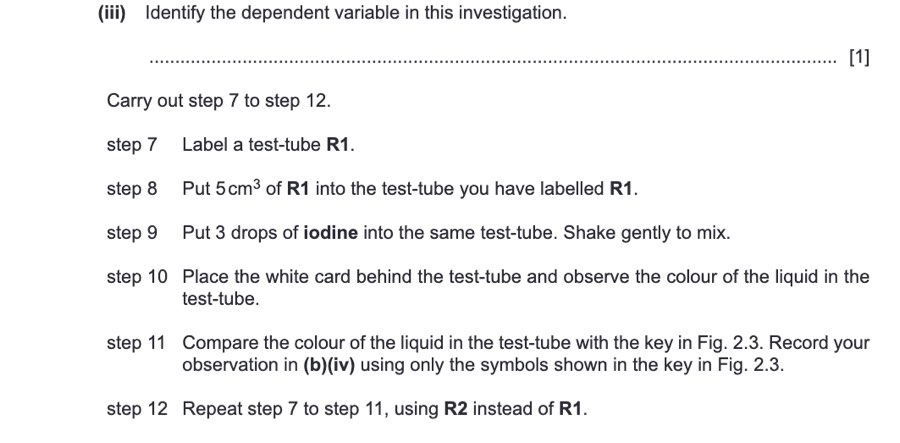 (iii) Identify the dependent variable in this investigation.
.................................................................................................................................. [1]
Carry out step 7 to step 12.
step 7 Label a test-tube R1.
step 8 Put 5 cm³ of R1 into the test-tube you have labelled R1.
step 9 Put 3 drops of iodine into the same test-tube. Shake gently to mix.
step 10 Place the white card behind the test-tube and observe the colour of the liquid in the
test-tube.
step 11 Compare the colour of the liquid in the test-tube with the key in Fig. 2.3. Record your
observation in (b)(iv) using only the symbols shown in the key in Fig. 2.3.
step 12 Repeat step 7 to step 11, using R2 instead of R1.